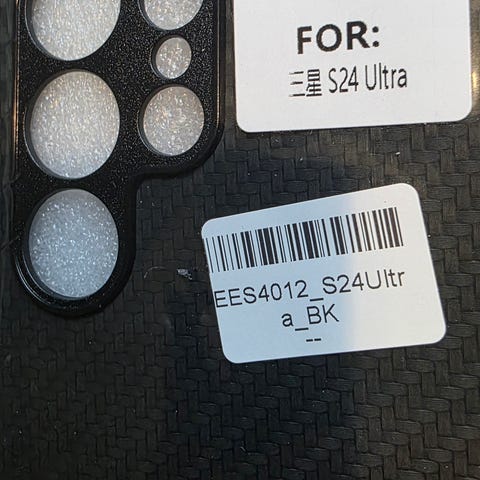 FOR:
三星 S24 Ultra
EES4012_S24Ultr
a_BK
--